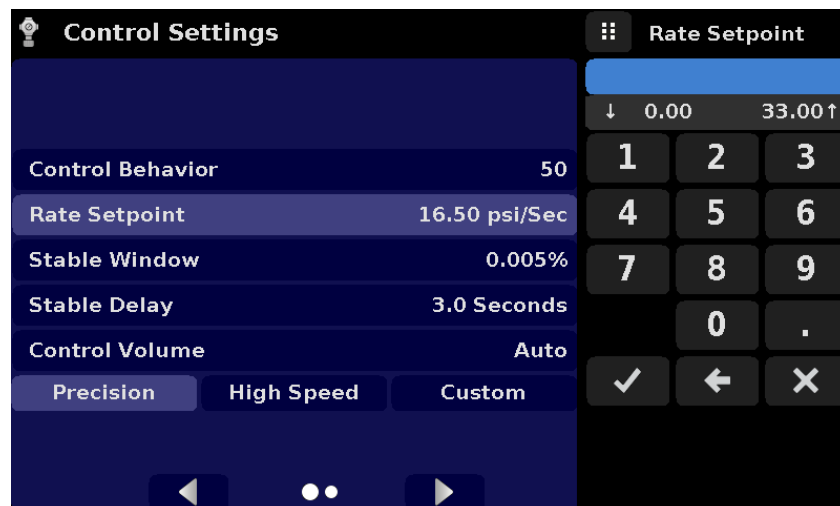 Control Settings
Rate Setpoint
↓ 0.00 33.00↑
Control Behavior 50
Rate Setpoint 16.50 psi/Sec
Stable Window 0.005%
Stable Delay 3.0 Seconds
Control Volume Auto
Precision High Speed Custom
1 2 3
4 5 6
7 8 9
0 .